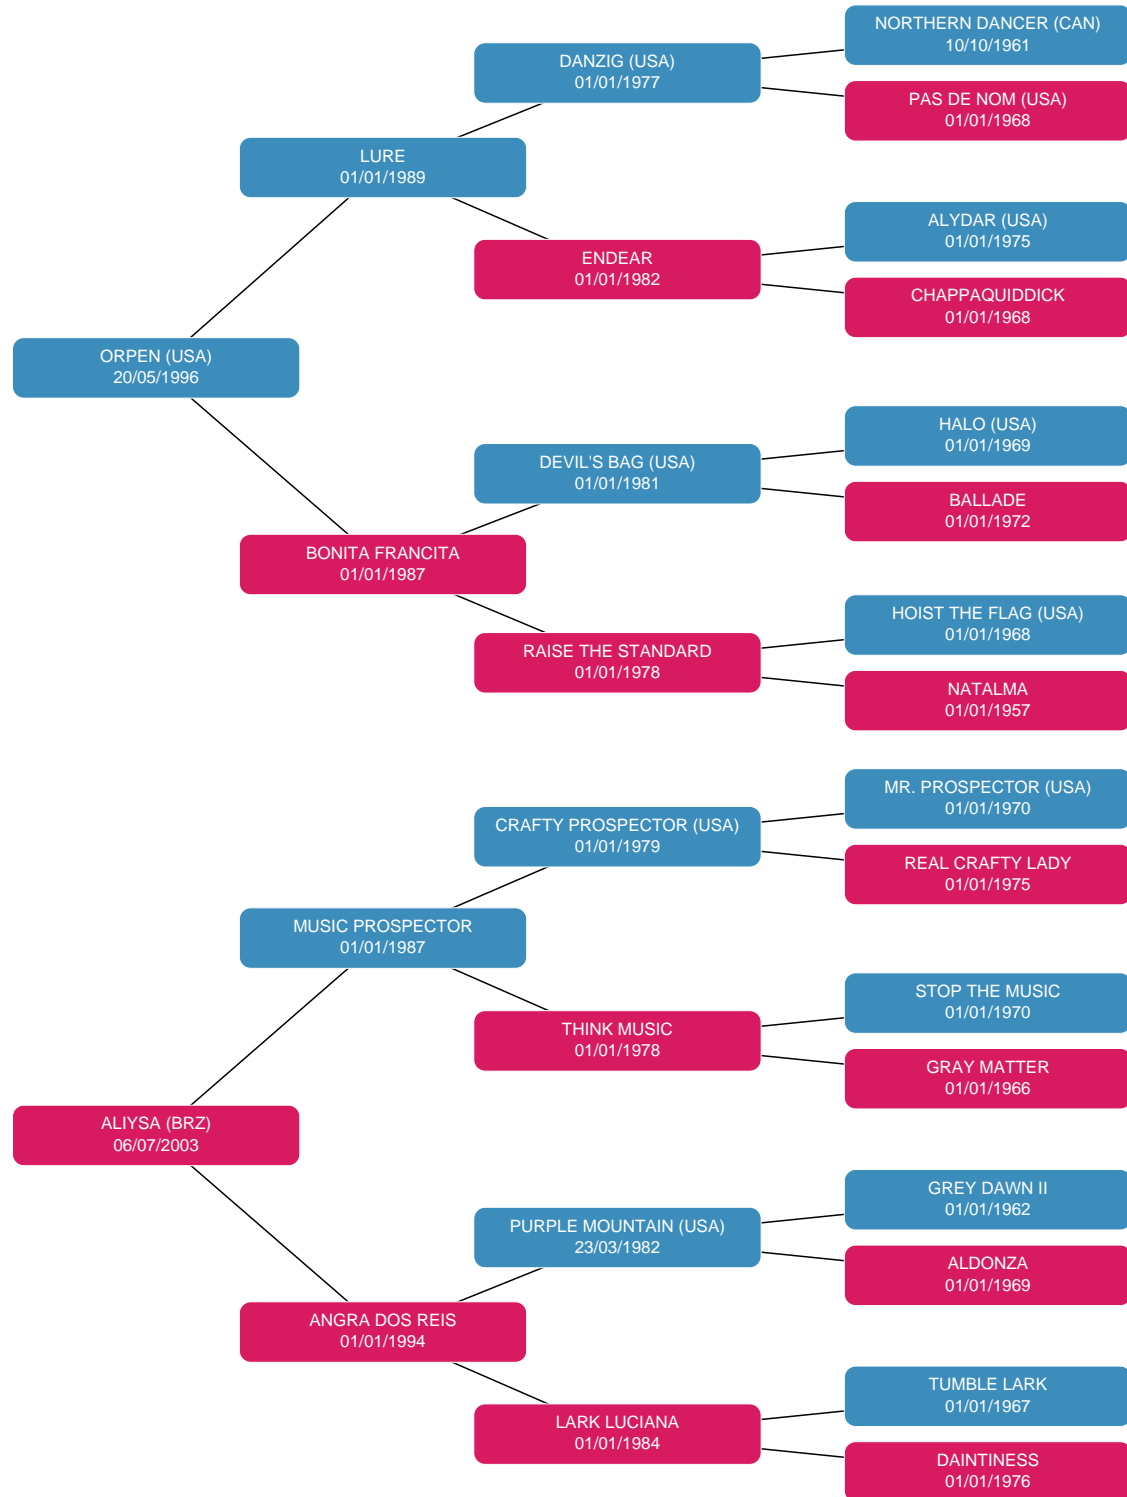 NORTHERN DANCER (CAN)
10/10/1961
DANZIG (USA)
01/01/1977
PAS DE NOM (USA)
01/01/1968
LURE
01/01/1989
ALYDAR (USA)
01/01/1975
ENDEAR
01/01/1982
CHAPPAQUIDDICK
01/01/1968
ORPEN (USA)
20/05/1996
HALO (USA)
01/01/1969
DEVIL'S BAG (USA)
01/01/1981
BALLADE
01/01/1972
BONITA FRANCITA
01/01/1987
HOIST THE FLAG (USA)
01/01/1968
RAISE THE STANDARD
01/01/1978
NATALMA
01/01/1957
MR. PROSPECTOR (USA)
01/01/1970
CRAFTY PROSPECTOR (USA)
01/01/1979
REAL CRAFTY LADY
01/01/1975
MUSIC PROSPECTOR
01/01/1987
STOP THE MUSIC
01/01/1970
THINK MUSIC
01/01/1978
GRAY MATTER
01/01/1966
ALIYSA (BRZ)
06/07/2003
GREY DAWN II
01/01/1962
PURPLE MOUNTAIN (USA)
23/03/1982
ALDONZA
01/01/1969
ANGRA DOS REIS
01/01/1994
TUMBLE LARK
01/01/1967
LARK LUCIANA
01/01/1984
DAINTINESS
01/01/1976